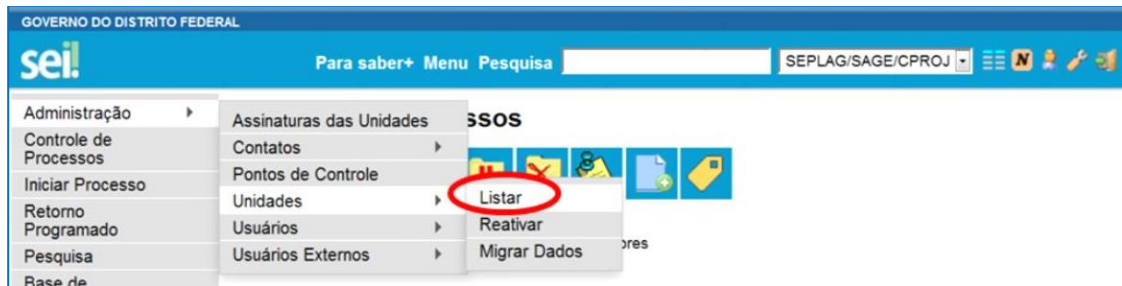 GOVERNO DO DISTRITO FEDERAL
sei!
Para saber+ Menu Pesquisa
SEPLAG/SAGE/CPROJ
N
Administração
Controle de
Processos
Iniciar Processo
Retorno
Programado
Pesquisa
Base de
Assinaturas das Unidades
Contatos
Pontos de Controle
Unidades
Usuários
Usuários Externos
Listar
Reativar
Migrar Dados
ssos
ores